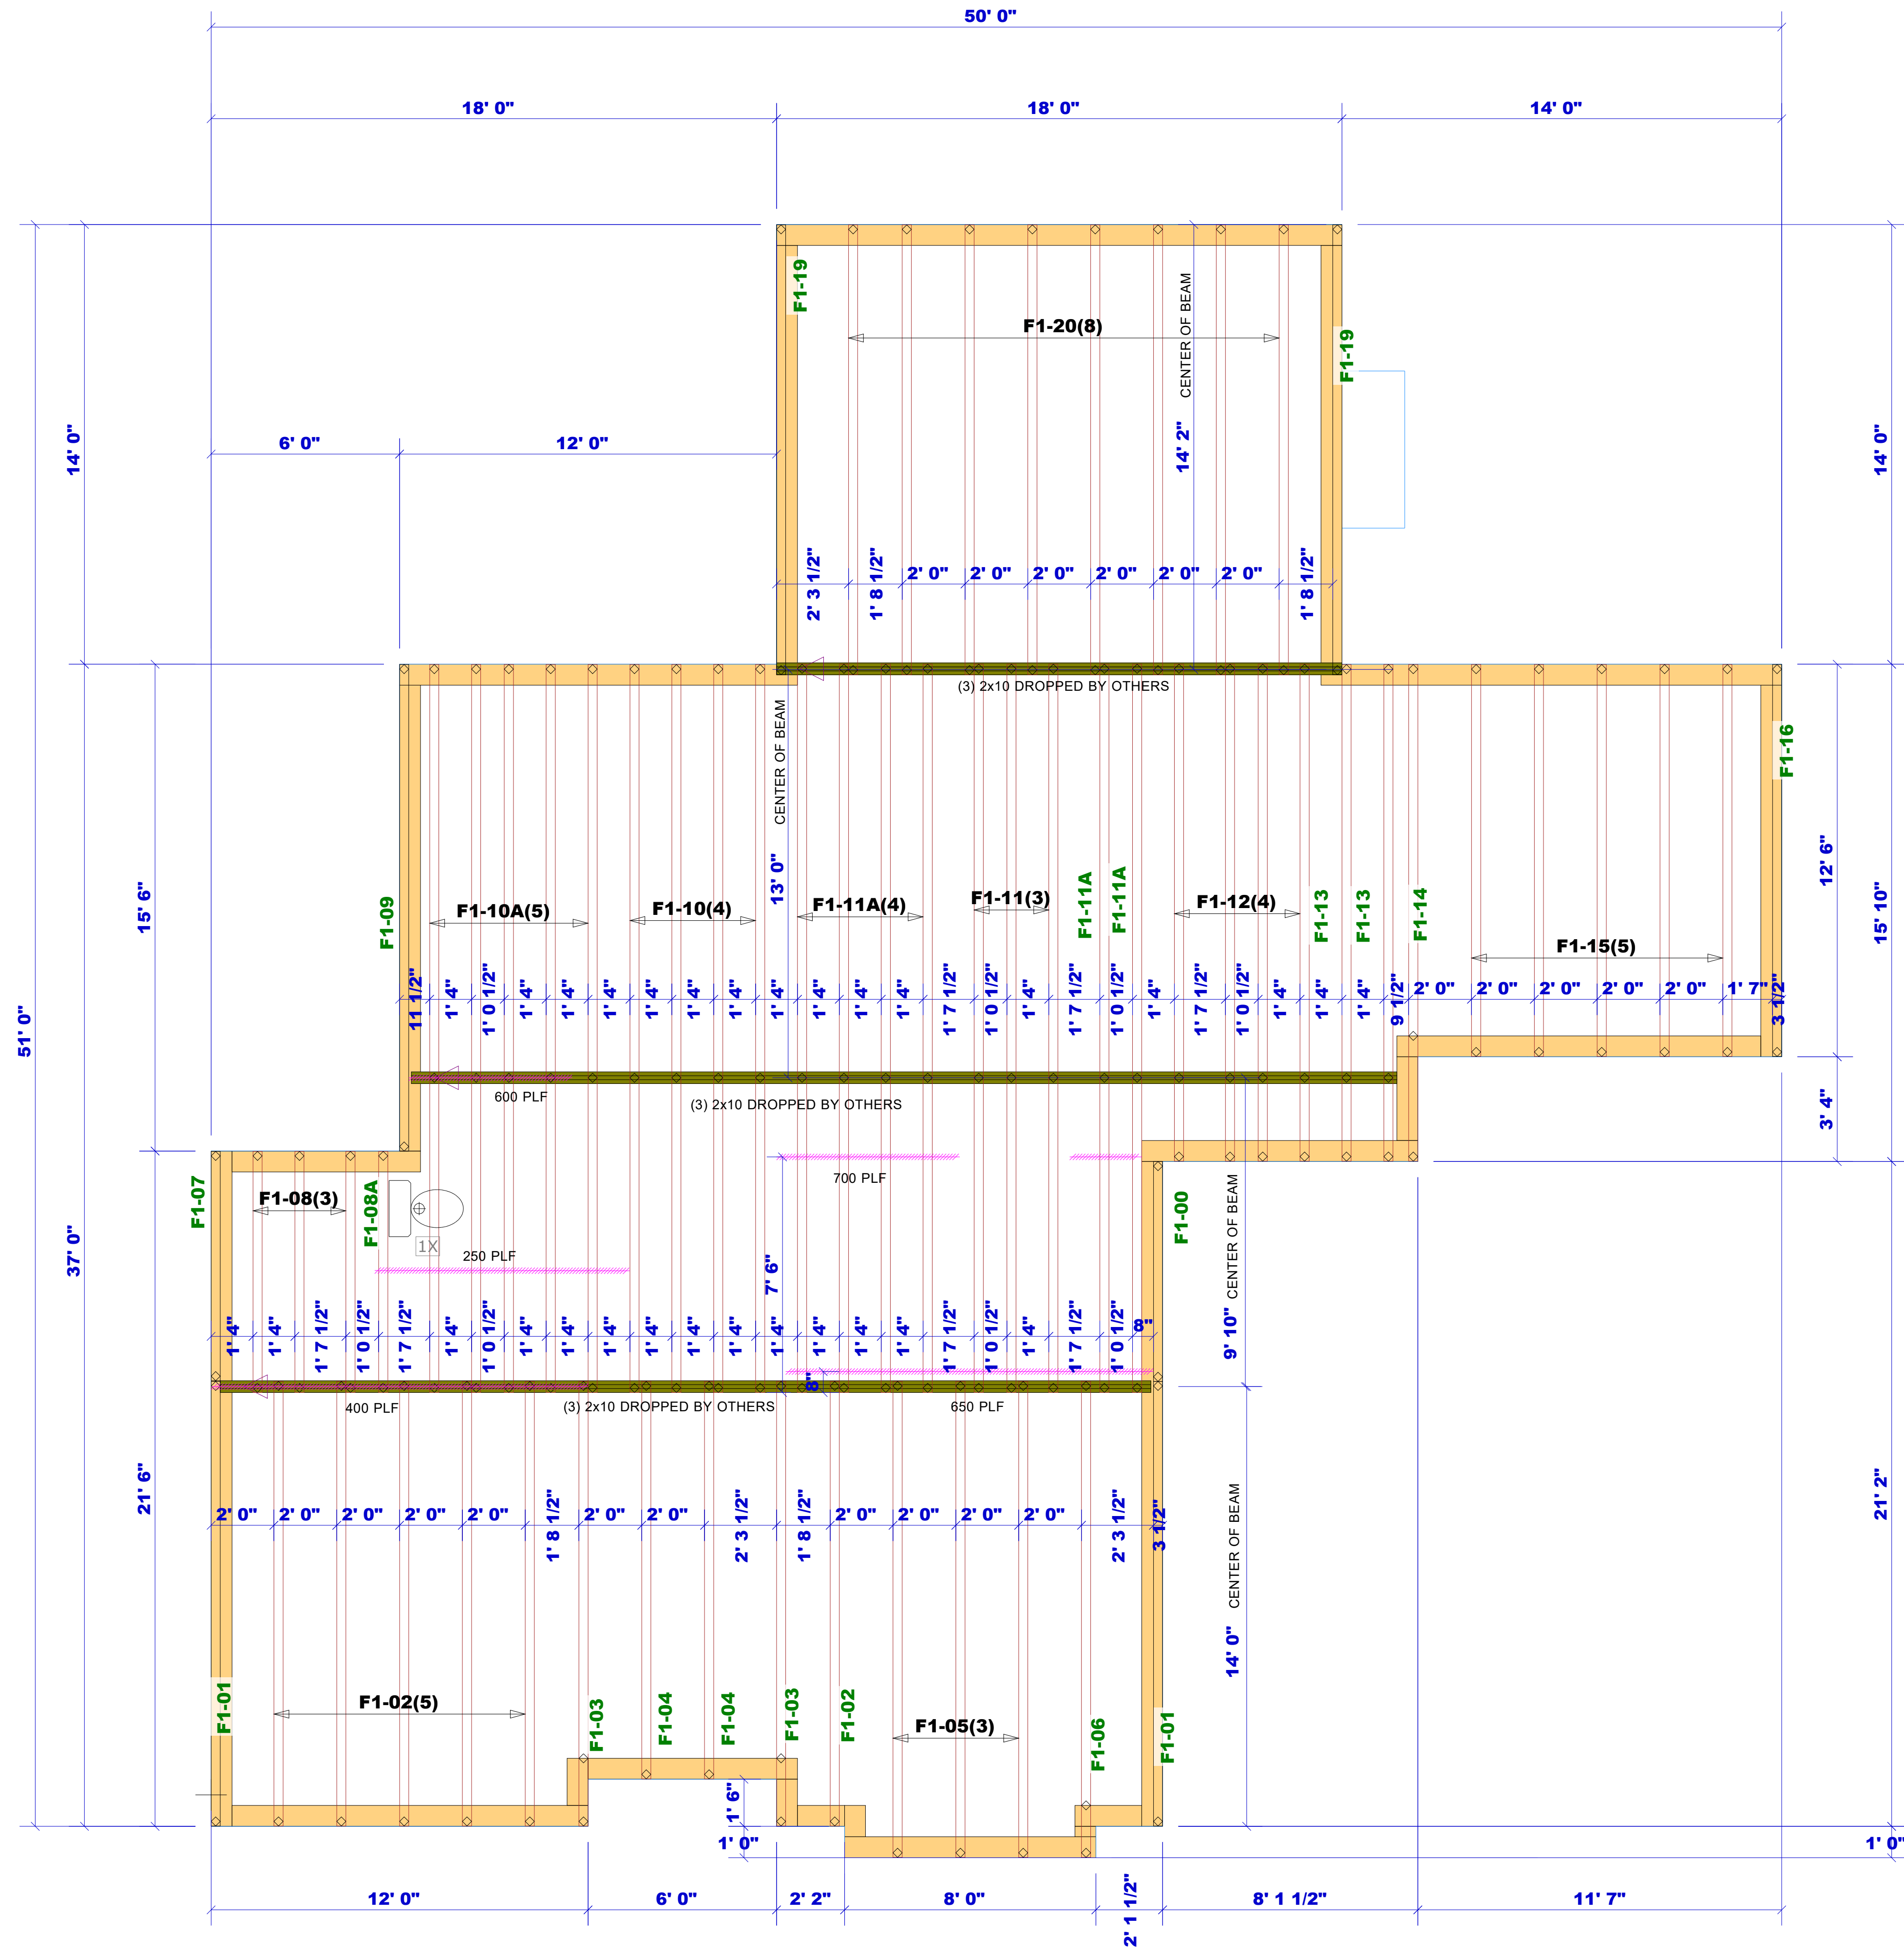 50' 0"
18' 0"
18' 0"
14' 0"
F1-19
CENTER OF BEAM
F1-20(8)
F1-19
14' 0"
6' 0"
12' 0"
14' 2"
14' 0"
2' 3 1/2"
1' 8 1/2"
2' 0"
2' 0"
2' 0"
2' 0"
2' 0"
2' 0"
1' 8 1/2"
(3) 2x10 DROPPED BY OTHERS
CENTER OF BEAM
F1-16
51' 0"
15' 6"
13' 0"
12' 6"
15' 10"
F1-09
F1-10A(5)
F1-10(4)
F1-11A(4)
F1-11(3)
F1-11A
F1-11A
F1-12(4)
F1-13
F1-13
F1-14
F1-15(5)
11 1/2"
1' 4"
1' 0 1/2"
1' 4"
1' 4"
1' 4"
1' 4"
1' 4"
1' 4"
1' 4"
1' 4"
1' 4"
1' 7 1/2"
1' 0 1/2"
1' 4"
1' 7 1/2"
1' 0 1/2"
1' 4"
1' 7 1/2"
1' 0 1/2"
1' 4"
1' 4"
1' 4"
9 1/2"
2' 0"
2' 0"
2' 0"
2' 0"
2' 0"
1' 7"
3 1/2"
600 PLF
(3) 2x10 DROPPED BY OTHERS
3' 4"
700 PLF
F1-07
F1-08(3)
F1-08A
1X
250 PLF
F1-00
CENTER OF BEAM
37' 0"
7' 6"
9' 10"
1' 4"
1' 4"
1' 7 1/2"
1' 0 1/2"
1' 7 1/2"
1' 4"
1' 0 1/2"
1' 4"
1' 4"
1' 4"
1' 4"
1' 4"
1' 4"
1' 4"
1' 4"
1' 4"
1' 7 1/2"
1' 0 1/2"
1' 4"
1' 7 1/2"
1' 0 1/2"
8"
8"
400 PLF
(3) 2x10 DROPPED BY OTHERS
650 PLF
21' 6"
CENTER OF BEAM
21' 2"
2' 0"
2' 0"
2' 0"
2' 0"
2' 0"
1' 8 1/2"
2' 0"
2' 0"
2' 3 1/2"
1' 8 1/2"
2' 0"
2' 0"
2' 0"
2' 0"
2' 3 1/2"
3 1/2"
14' 0"
F1-01
F1-02(5)
F1-03
F1-04
F1-04
F1-03
F1-02
F1-05(3)
F1-06
F1-01
1' 6"
1' 0"
1' 0"
12' 0"
6' 0"
2' 2"
8' 0"
2' 1 1/2"
8' 1 1/2"
11' 7"